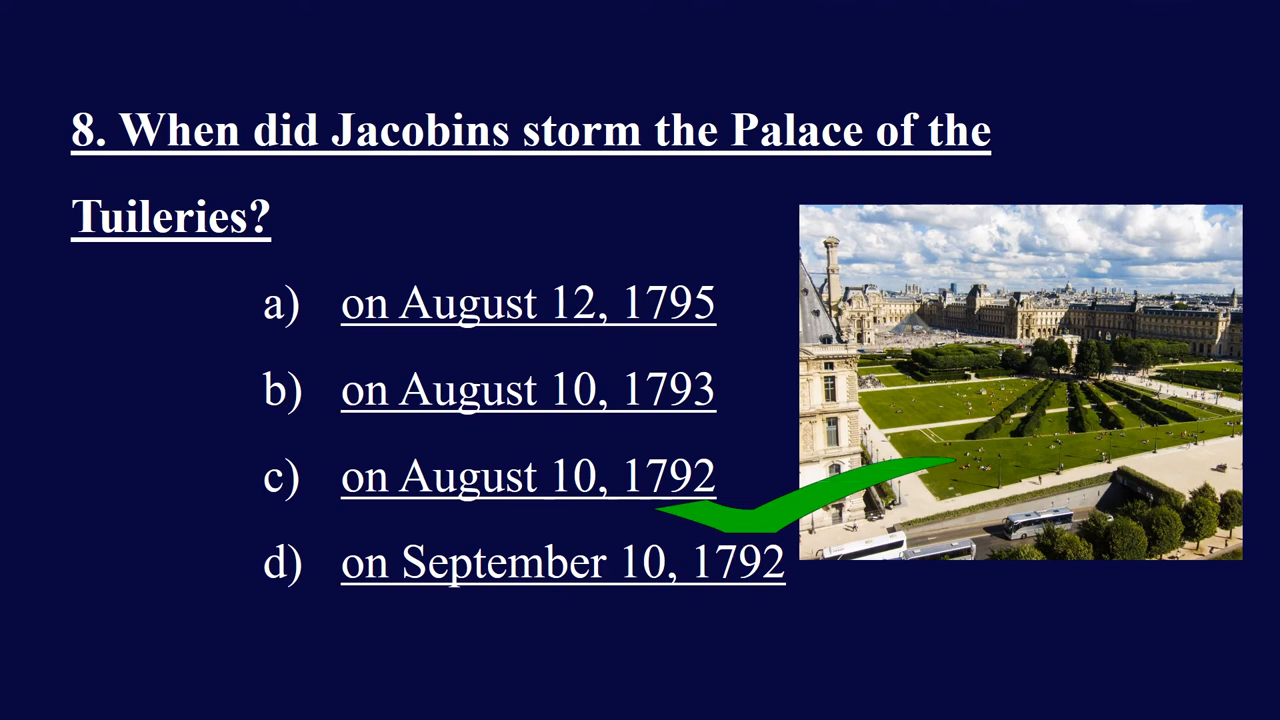 8. When did Jacobins storm the Palace of the
Tuileries?
a) on August 12, 1795
b) on August 10, 1793
c) on August 10, 1792
d) on September 10, 1792